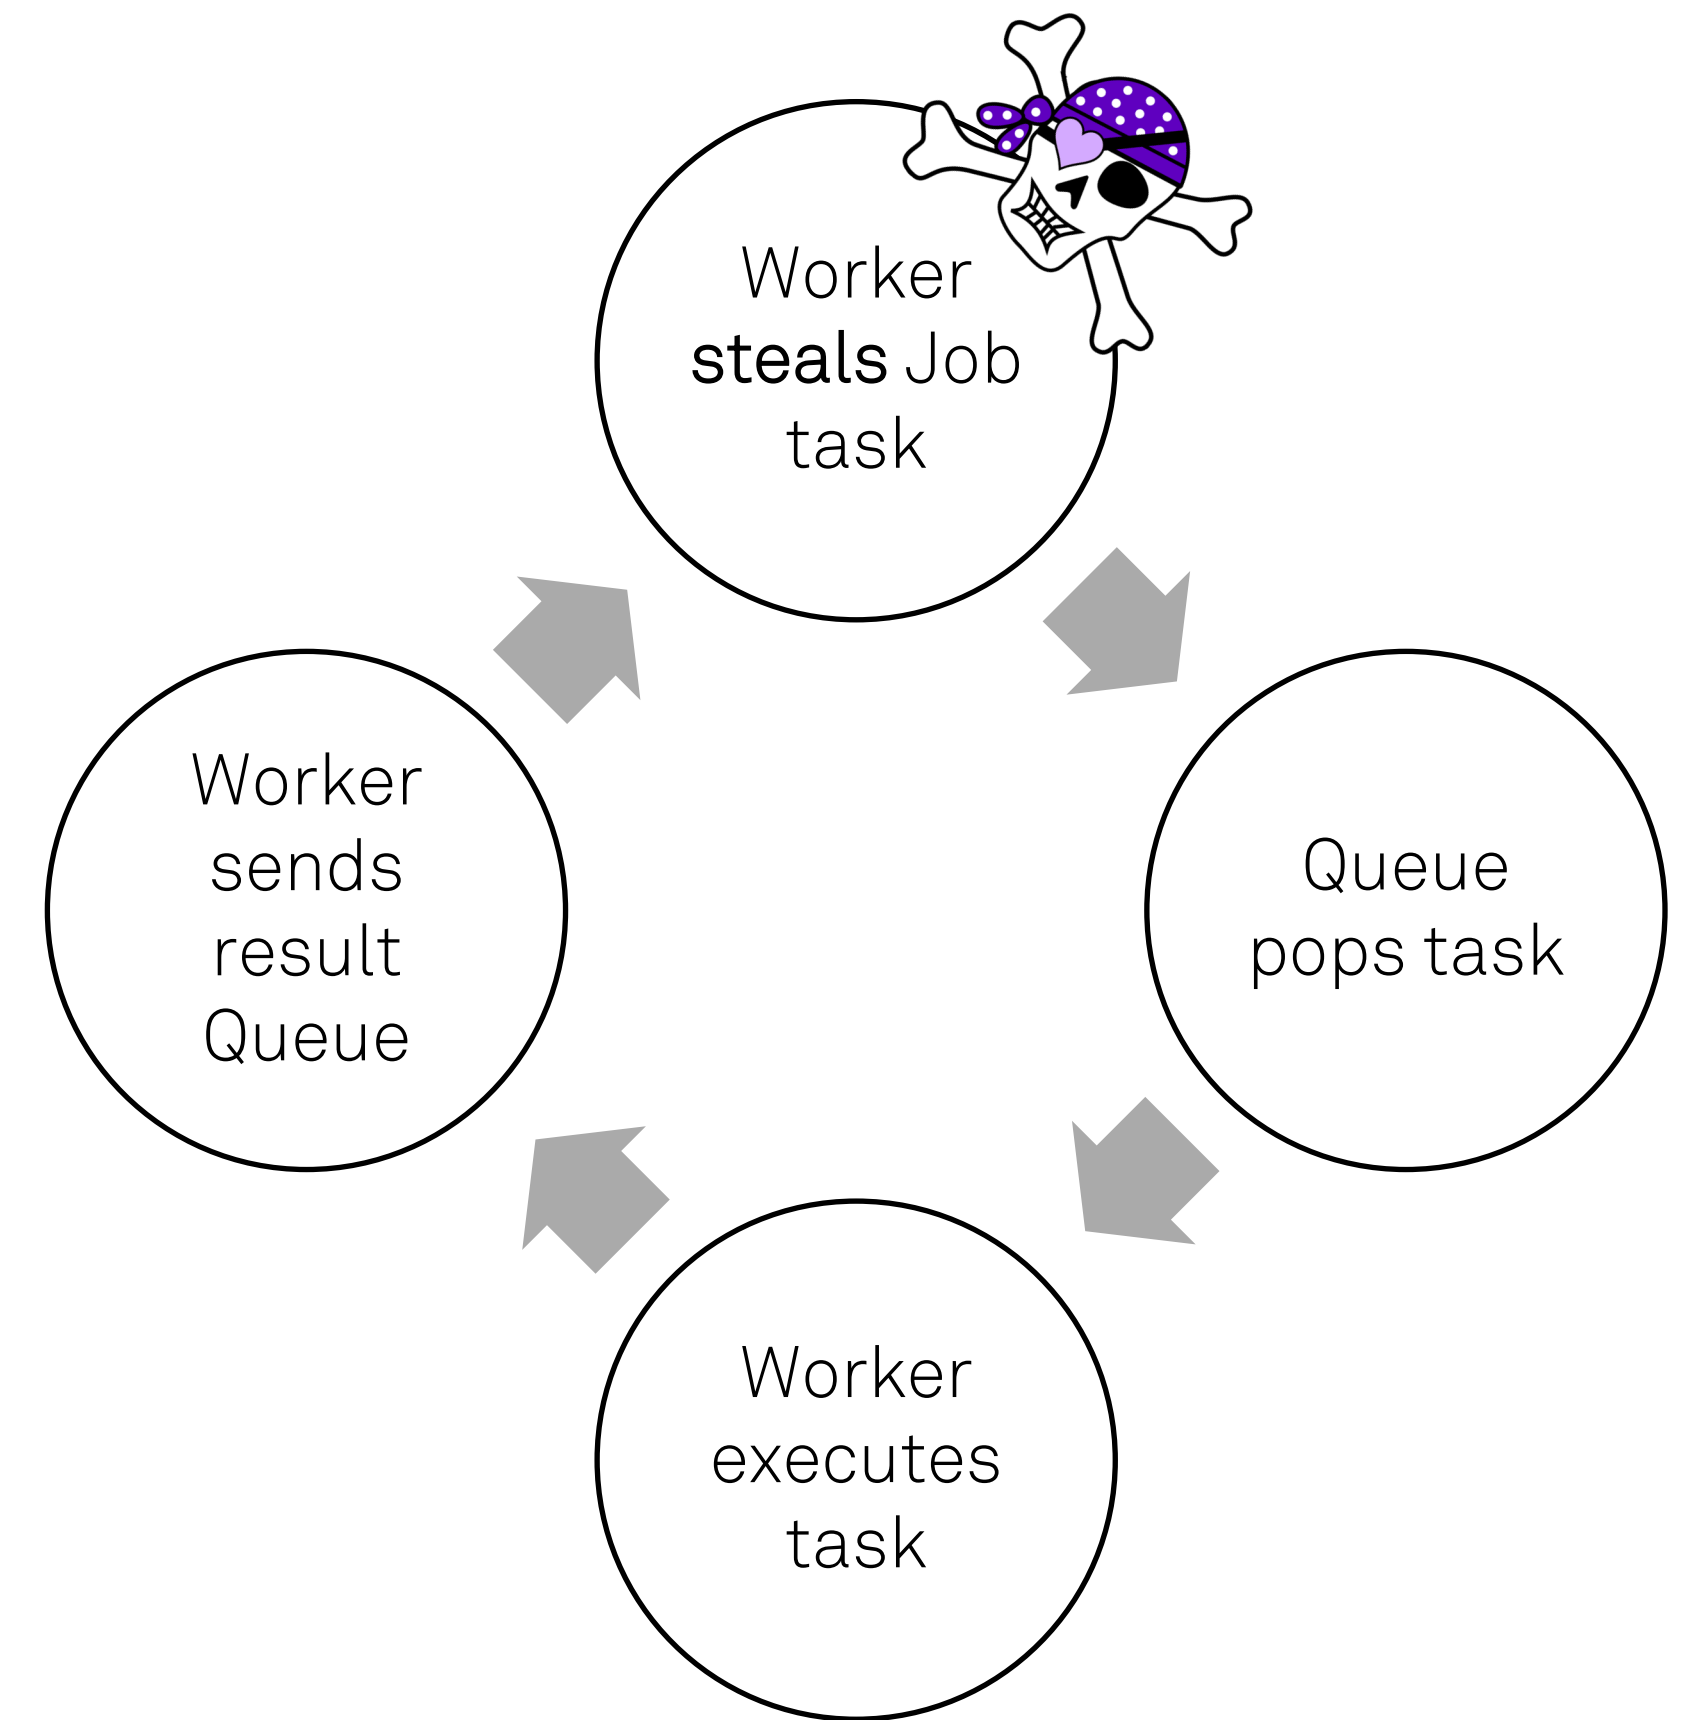 Worker
steals Job
task
Queue
pops task
Worker
executes
task
Worker
sends
result
Queue